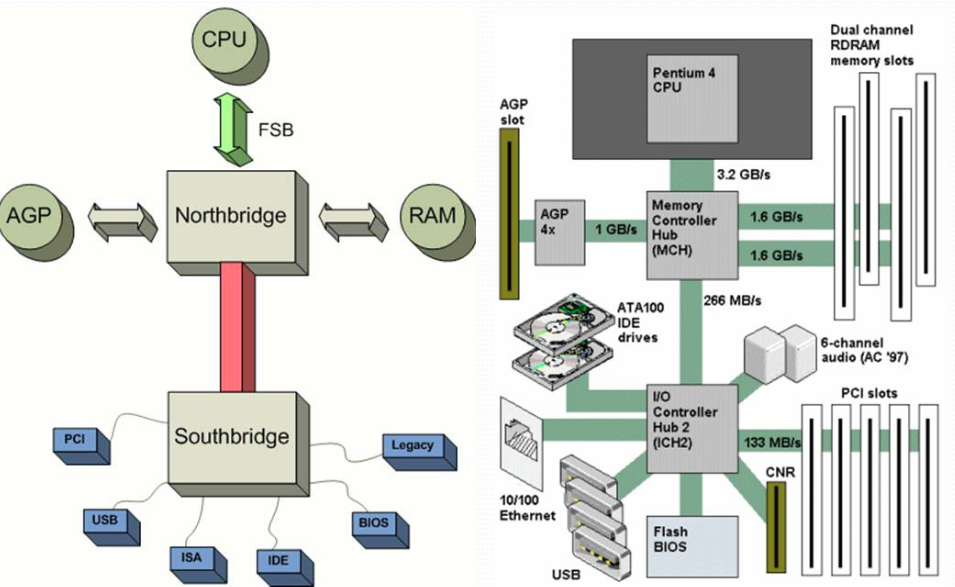 CPU
FSB
AGP
Northbridge
RAM
Southbridge
PCI
Legacy
USB
BIOS
ISA
IDE
Dual channel
RDRAM
memory slots
Pentium 4
CPU
AGP
slot
3.2 GB/s
AGP
4x
1 GB/s
Memory
Controller
Hub
(MCH)
1.6 GB/s
1.6 GB/s
266 MB/s
ATA100
IDE
drives
6-channel
audio (AC '97)
I/O
Controller
Hub 2
(ICH2)
PCI slots
133 MB/s
CNR
10/100
Ethernet
USB
Flash
BIOS